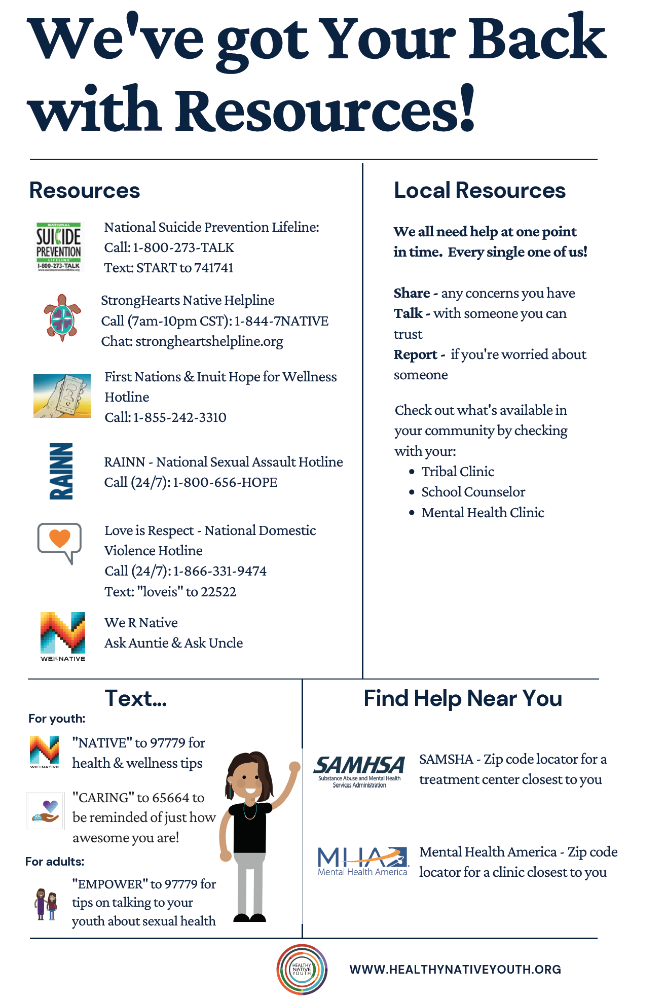 We've got Your Back
with Resources!
Resources
NATIONAL
SUICIDE
PREVENTION
LIFELINE
1-800-273-TALK
www.suicidepreventionlifeline.org
National Suicide Prevention Lifeline:
Call: 1-800-273-TALK
Text: START to 741741
StrongHearts Native Helpline
Call (7am-10pm CST): 1-844-7NATIVE
Chat: strongheartshelpline.org
First Nations & Inuit Hope for Wellness
Hotline
Call: 1-855-242-3310
RAINN
RAINN - National Sexual Assault Hotline
Call (24/7): 1-800-656-HOPE
Love is Respect - National Domestic
Violence Hotline
Call (24/7): 1-866-331-9474
Text: "loveis" to 22522
WERNATIVE
We R Native
Ask Auntie & Ask Uncle
Local Resources
We all need help at one point
in time. Every single one of us!
Share - any concerns you have
Talk - with someone you can
trust
Report - if you're worried about
someone
Check out what's available in
your community by checking
with your:
• Tribal Clinic
• School Counselor
• Mental Health Clinic
Text...
For youth:
WERNATIVE
"NATIVE" to 97779 for
health & wellness tips
"CARING" to 65664 to
be reminded of just how
awesome you are!
For adults:
"EMPOWER" to 97779 for
tips on talking to your
youth about sexual health
Find Help Near You
SAMHSA
Substance Abuse and Mental Health
Services Administration
SAMSHA - Zip code locator for a
treatment center closest to you
MHA
Mental Health America
Mental Health America - Zip code
locator for a clinic closest to you
HEALTHY
NATIVE
YOUTH
WWW.HEALTHYNATIVEYOUTH.ORG